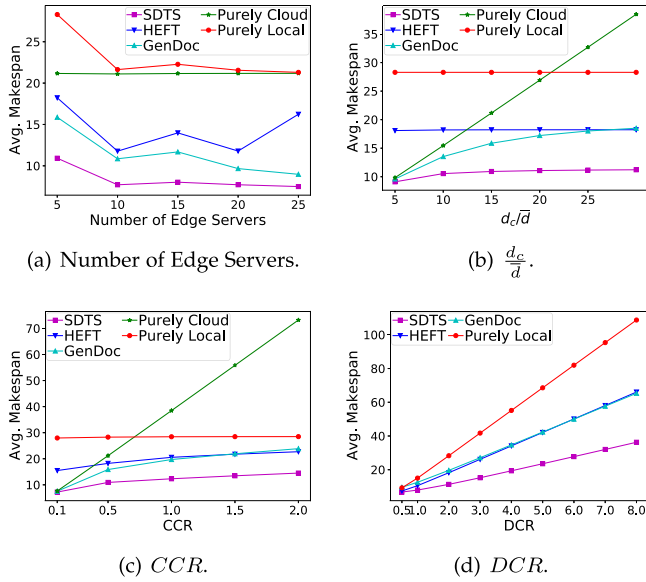 SDTS
HEFT
GenDoc
Purely Cloud
Purely Local
Avg. Makespan
25
20
15
10
5 10 15 20 25
Number of Edge Servers
(a) Number of Edge Servers.
SDTS
HEFT
GenDoc
Purely Cloud
Purely Local
Avg. Makespan
35
30
25
20
15
10
5 10 15 20 25
d_c/d̅
(b) d_c/d̅.
SDTS
HEFT
GenDoc
Purely Cloud
Purely Local
Avg. Makespan
70
60
50
40
30
20
10
0.1 0.5 1.0 1.5 2.0
CCR
(c) CCR.
SDTS
HEFT
GenDoc
Purely Local
Avg. Makespan
100
80
60
40
20
0.5 1.0 2.0 3.0 4.0 5.0 6.0 7.0 8.0
DCR
(d) DCR.